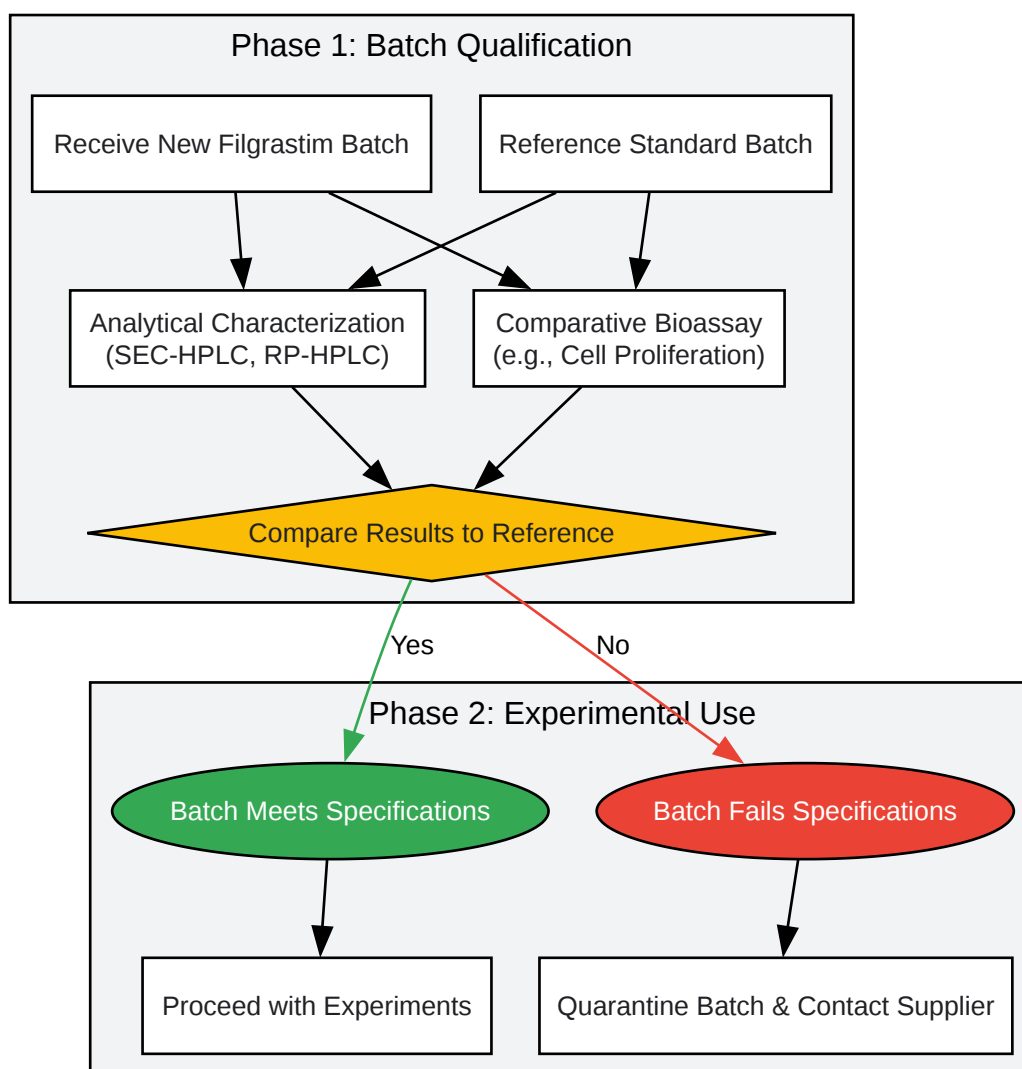 Phase 1: Batch Qualification
Receive New Filgrastim Batch
Reference Standard Batch
Analytical Characterization
(SEC-HPLC, RP-HPLC)
Comparative Bioassay
(e.g., Cell Proliferation)
Compare Results to Reference
Yes
No
Phase 2: Experimental Use
Batch Meets Specifications
Batch Fails Specifications
Proceed with Experiments
Quarantine Batch & Contact Supplier